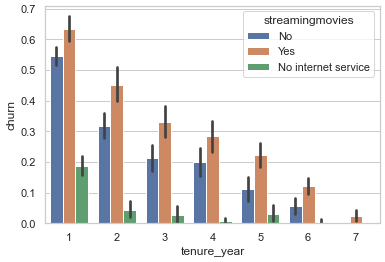 0.7
0.6
0.5
0.4
0.3
0.2
0.1
0.0
churn
streamingmovies
No
Yes
No internet service
1 2 3 4 5 6 7
tenure_year